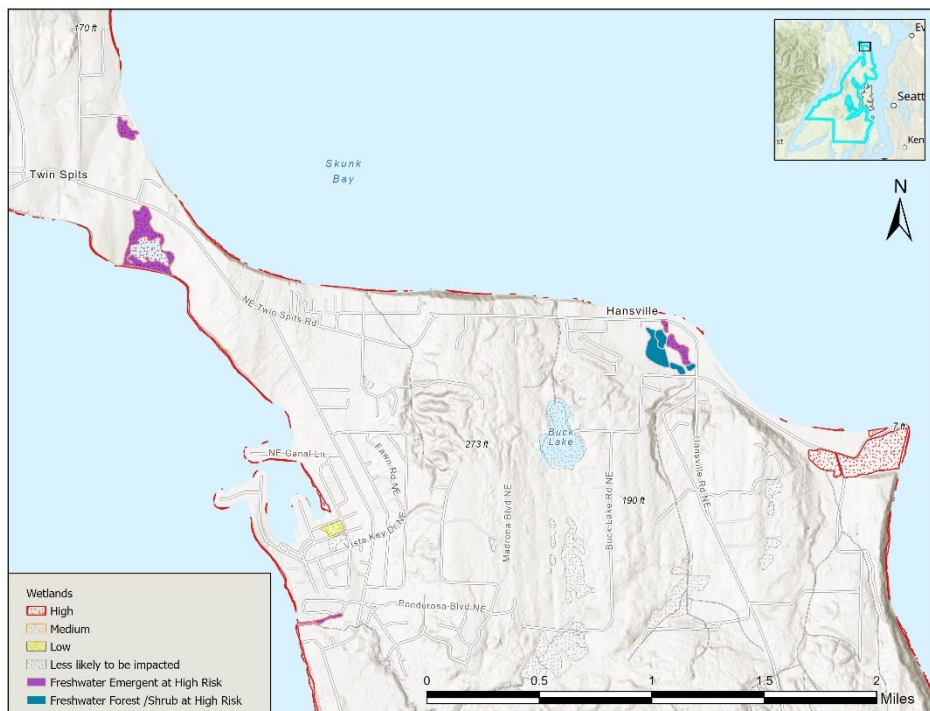 170 ft
Ev
Seatt
Ken
st
Skunk
Bay
Twin Spits
N
NE Twin Spits Rd
Hansville
7 ft
Buck
Lake
273 ft
190 ft
NE Canal Ln
Fawn Rd NE
Vista Key Dr NE
Madrona Blvd NE
Buck Lake Rd NE
Hansville Rd NE
Ponderosa Blvd NE
Wetlands
High
Medium
Low
Less likely to be impacted
Freshwater Emergent at High Risk
Freshwater Forest /Shrub at High Risk
0 0.5 1 2
Miles